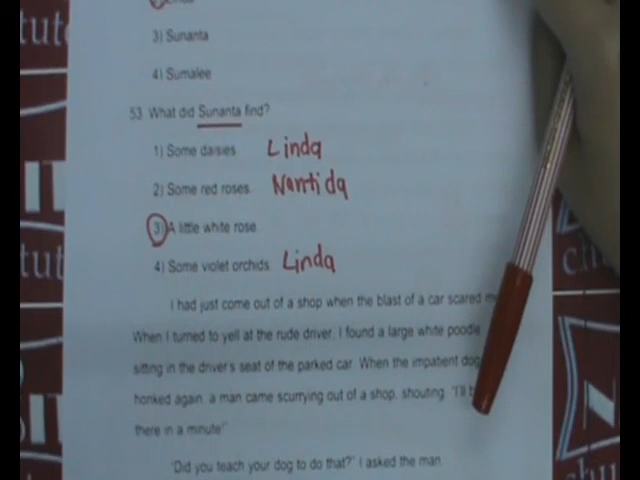 3) Sunanta
4) Sumalee
53. What did Sunanta find?
1) Some daisies Linda
2) Some red roses. Nantida
3) A little white rose
4) Some violet orchids. Linda
I had just come out of a shop when the blast of a car scared
When I turned to yell at the rude driver, I found a large white poodle
sitting in the driver's seat of the parked car. When the impatient dog
honked again, a man came scurrying out of a shop, shouting. "I'll
there in a minute"
"Did you teach your dog to do that?" I asked the man.